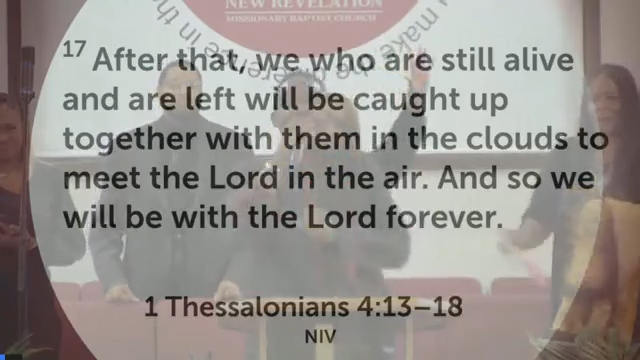 NEW REVELATION
MISSIONARY BAPTIST CHURCH
17 After that, we who are still alive
and are left will be caught up
together with them in the clouds to
meet the Lord in the air. And so we
will be with the Lord forever.
1 Thessalonians 4:13–18
NIV